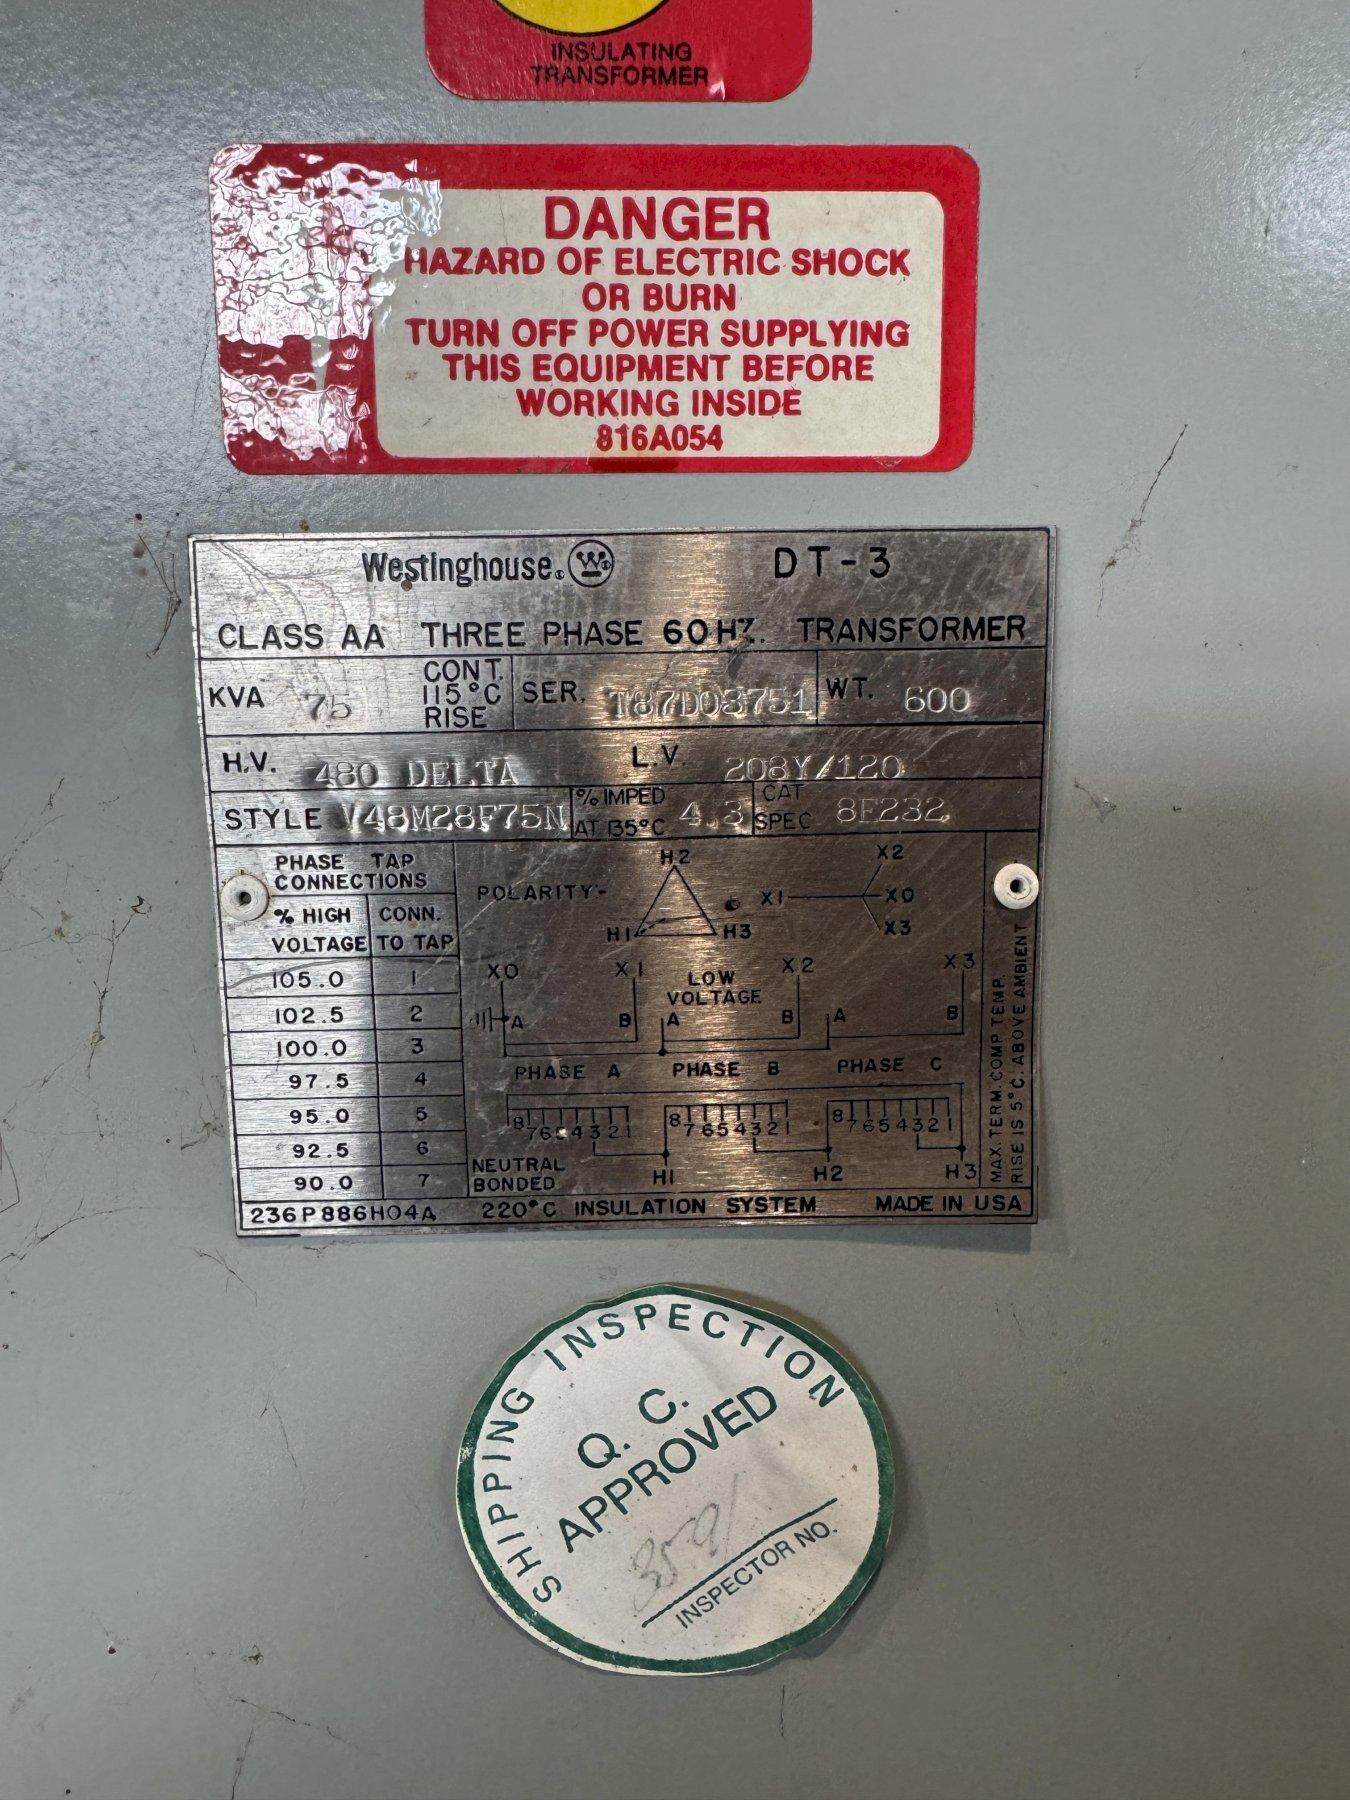 INSULATING
TRANSFORMER
DANGER
HAZARD OF ELECTRIC SHOCK
OR BURN
TURN OFF POWER SUPPLYING
THIS EQUIPMENT BEFORE
WORKING INSIDE
816A054
Westinghouse. W DT-3
CLASS AA THREE PHASE 60 HZ. TRANSFORMER
KVA 75 CONT. 115°C RISE SER. T87D03751 WT. 600
H.V. 480 DELTA L.V. 208Y/120
STYLE V48M28F75N % IMPED AT 135°C 4.3 CAT SPEC 8F232
PHASE TAP
CONNECTIONS
% HIGH VOLTAGE CONN. TO TAP
105.0 1
102.5 2
100.0 3
97.5 4
95.0 5
92.5 6
90.0 7
POLARITY:-
H2
H1 H3
X2
X1 X0
X3
X0 X1 LOW VOLTAGE X2 X3
A B A B A B
PHASE A PHASE B PHASE C
8 7 6 5 4 3 2 1 8 7 6 5 4 3 2 1 8 7 6 5 4 3 2 1
NEUTRAL
BONDED
H1 H2 H3
MAX. TERM. COMP TEMP.
RISE IS 5°C. ABOVE AMBIENT
236P886H04A 220°C INSULATION SYSTEM MADE IN USA
SHIPPING INSPECTION
Q. C.
APPROVED
INSPECTOR NO.